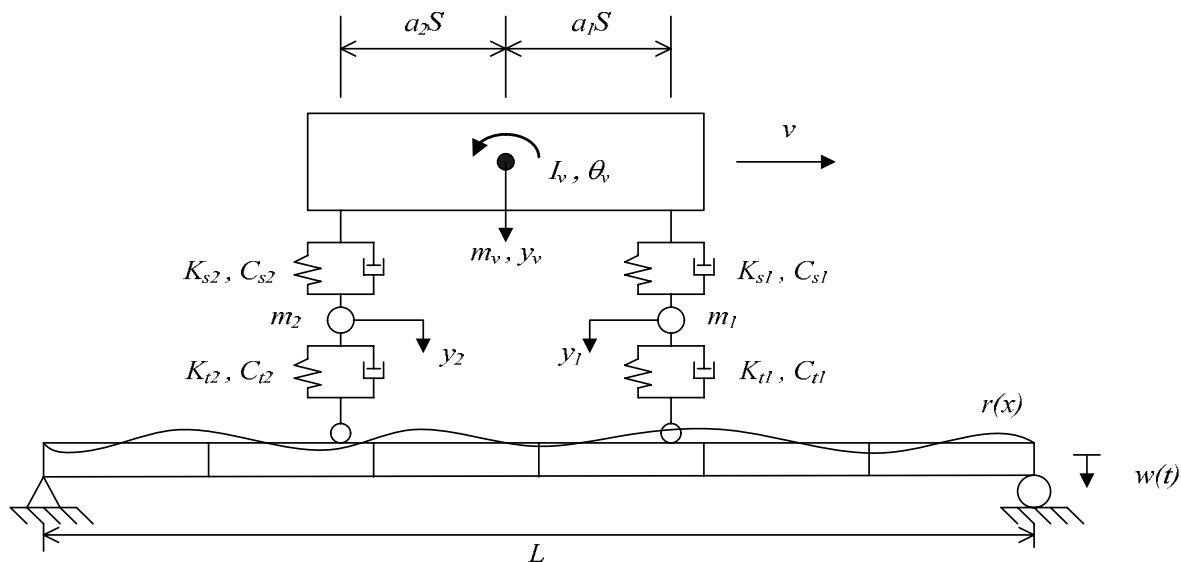 a₂S a₁S
v
Iᵥ , θᵥ
mᵥ, yᵥ
Kₛ₂ , Cₛ₂ Kₛ₁ , Cₛ₁
m₂ m₁
y₂ y₁
Kₜ₂ , Cₜ₂ Kₜ₁ , Cₜ₁
r(x)
w(t)
L